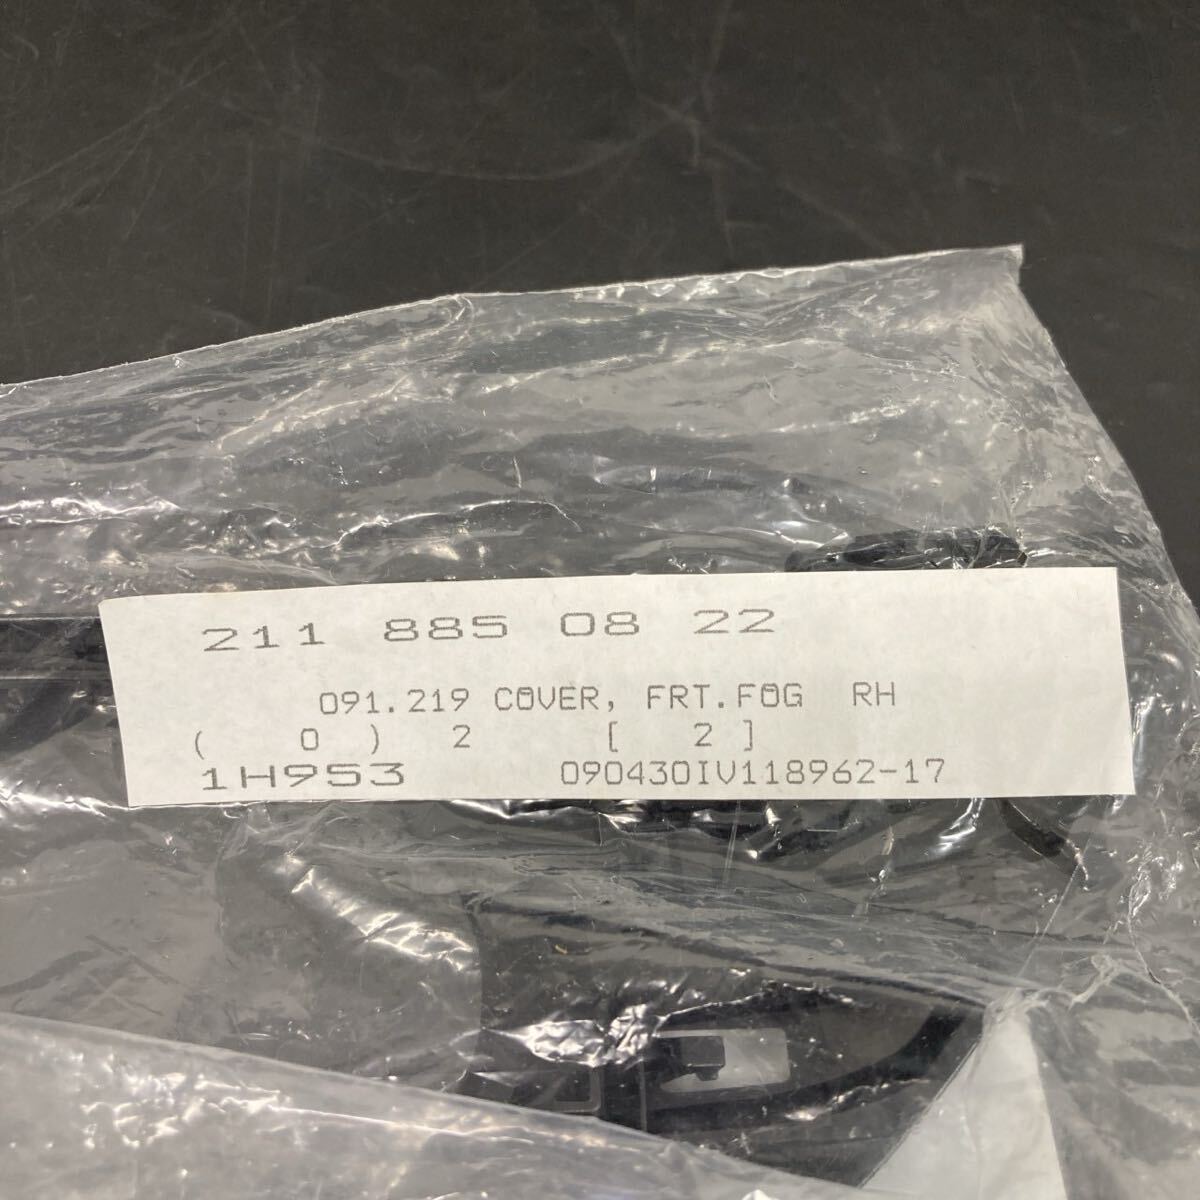 211 885 08 22
091.219 COVER, FRT.FOG RH
( 0 ) 2 [ 2 ]
1H953 090430IV118962-17